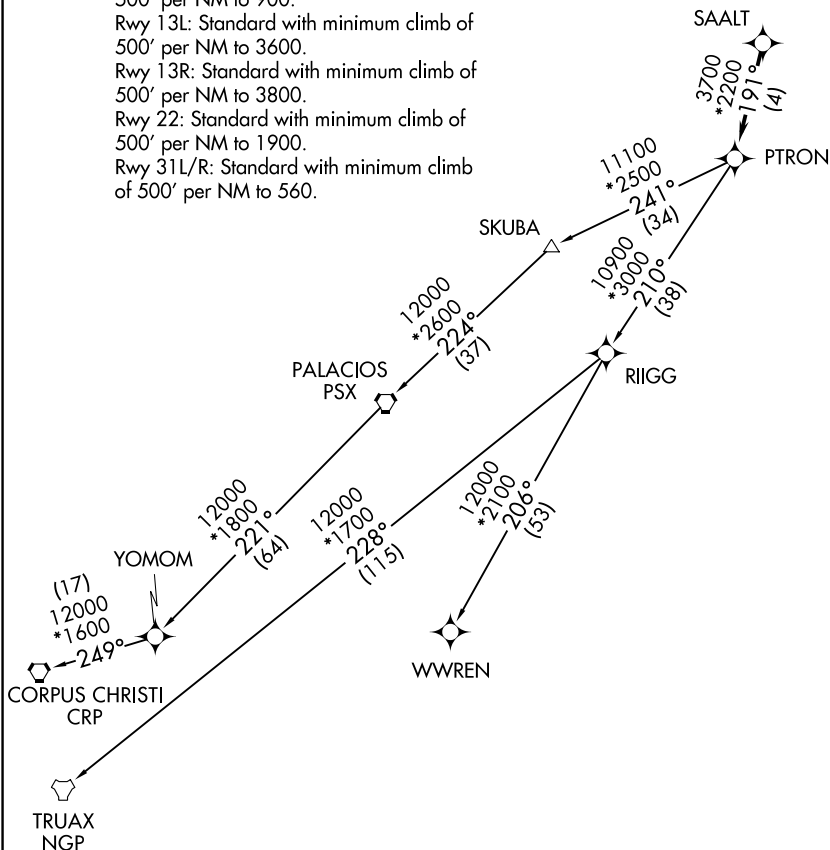 500' per NM to 900.
Rwy 13L: Standard with minimum climb of
500' per NM to 3600.
Rwy 13R: Standard with minimum climb of
500' per NM to 3800.
Rwy 22: Standard with minimum climb of
500' per NM to 1900.
Rwy 31L/R: Standard with minimum climb
of 500' per NM to 560.
SAALT
3700
*2200
191°
(4)
PTRON
11100
*2500
241°
(34)
SKUBA
10900
*3000
210°
(38)
RIIGG
12000
*2600
224°
(37)
PALACIOS
PSX
12000
*1800
221°
(64)
12000
*1700
228°
(115)
12000
*2100
206°
(53)
YOMOM
(17)
12000
*1600
249°
CORPUS CHRISTI
CRP
WWREN
TRUAX
NGP